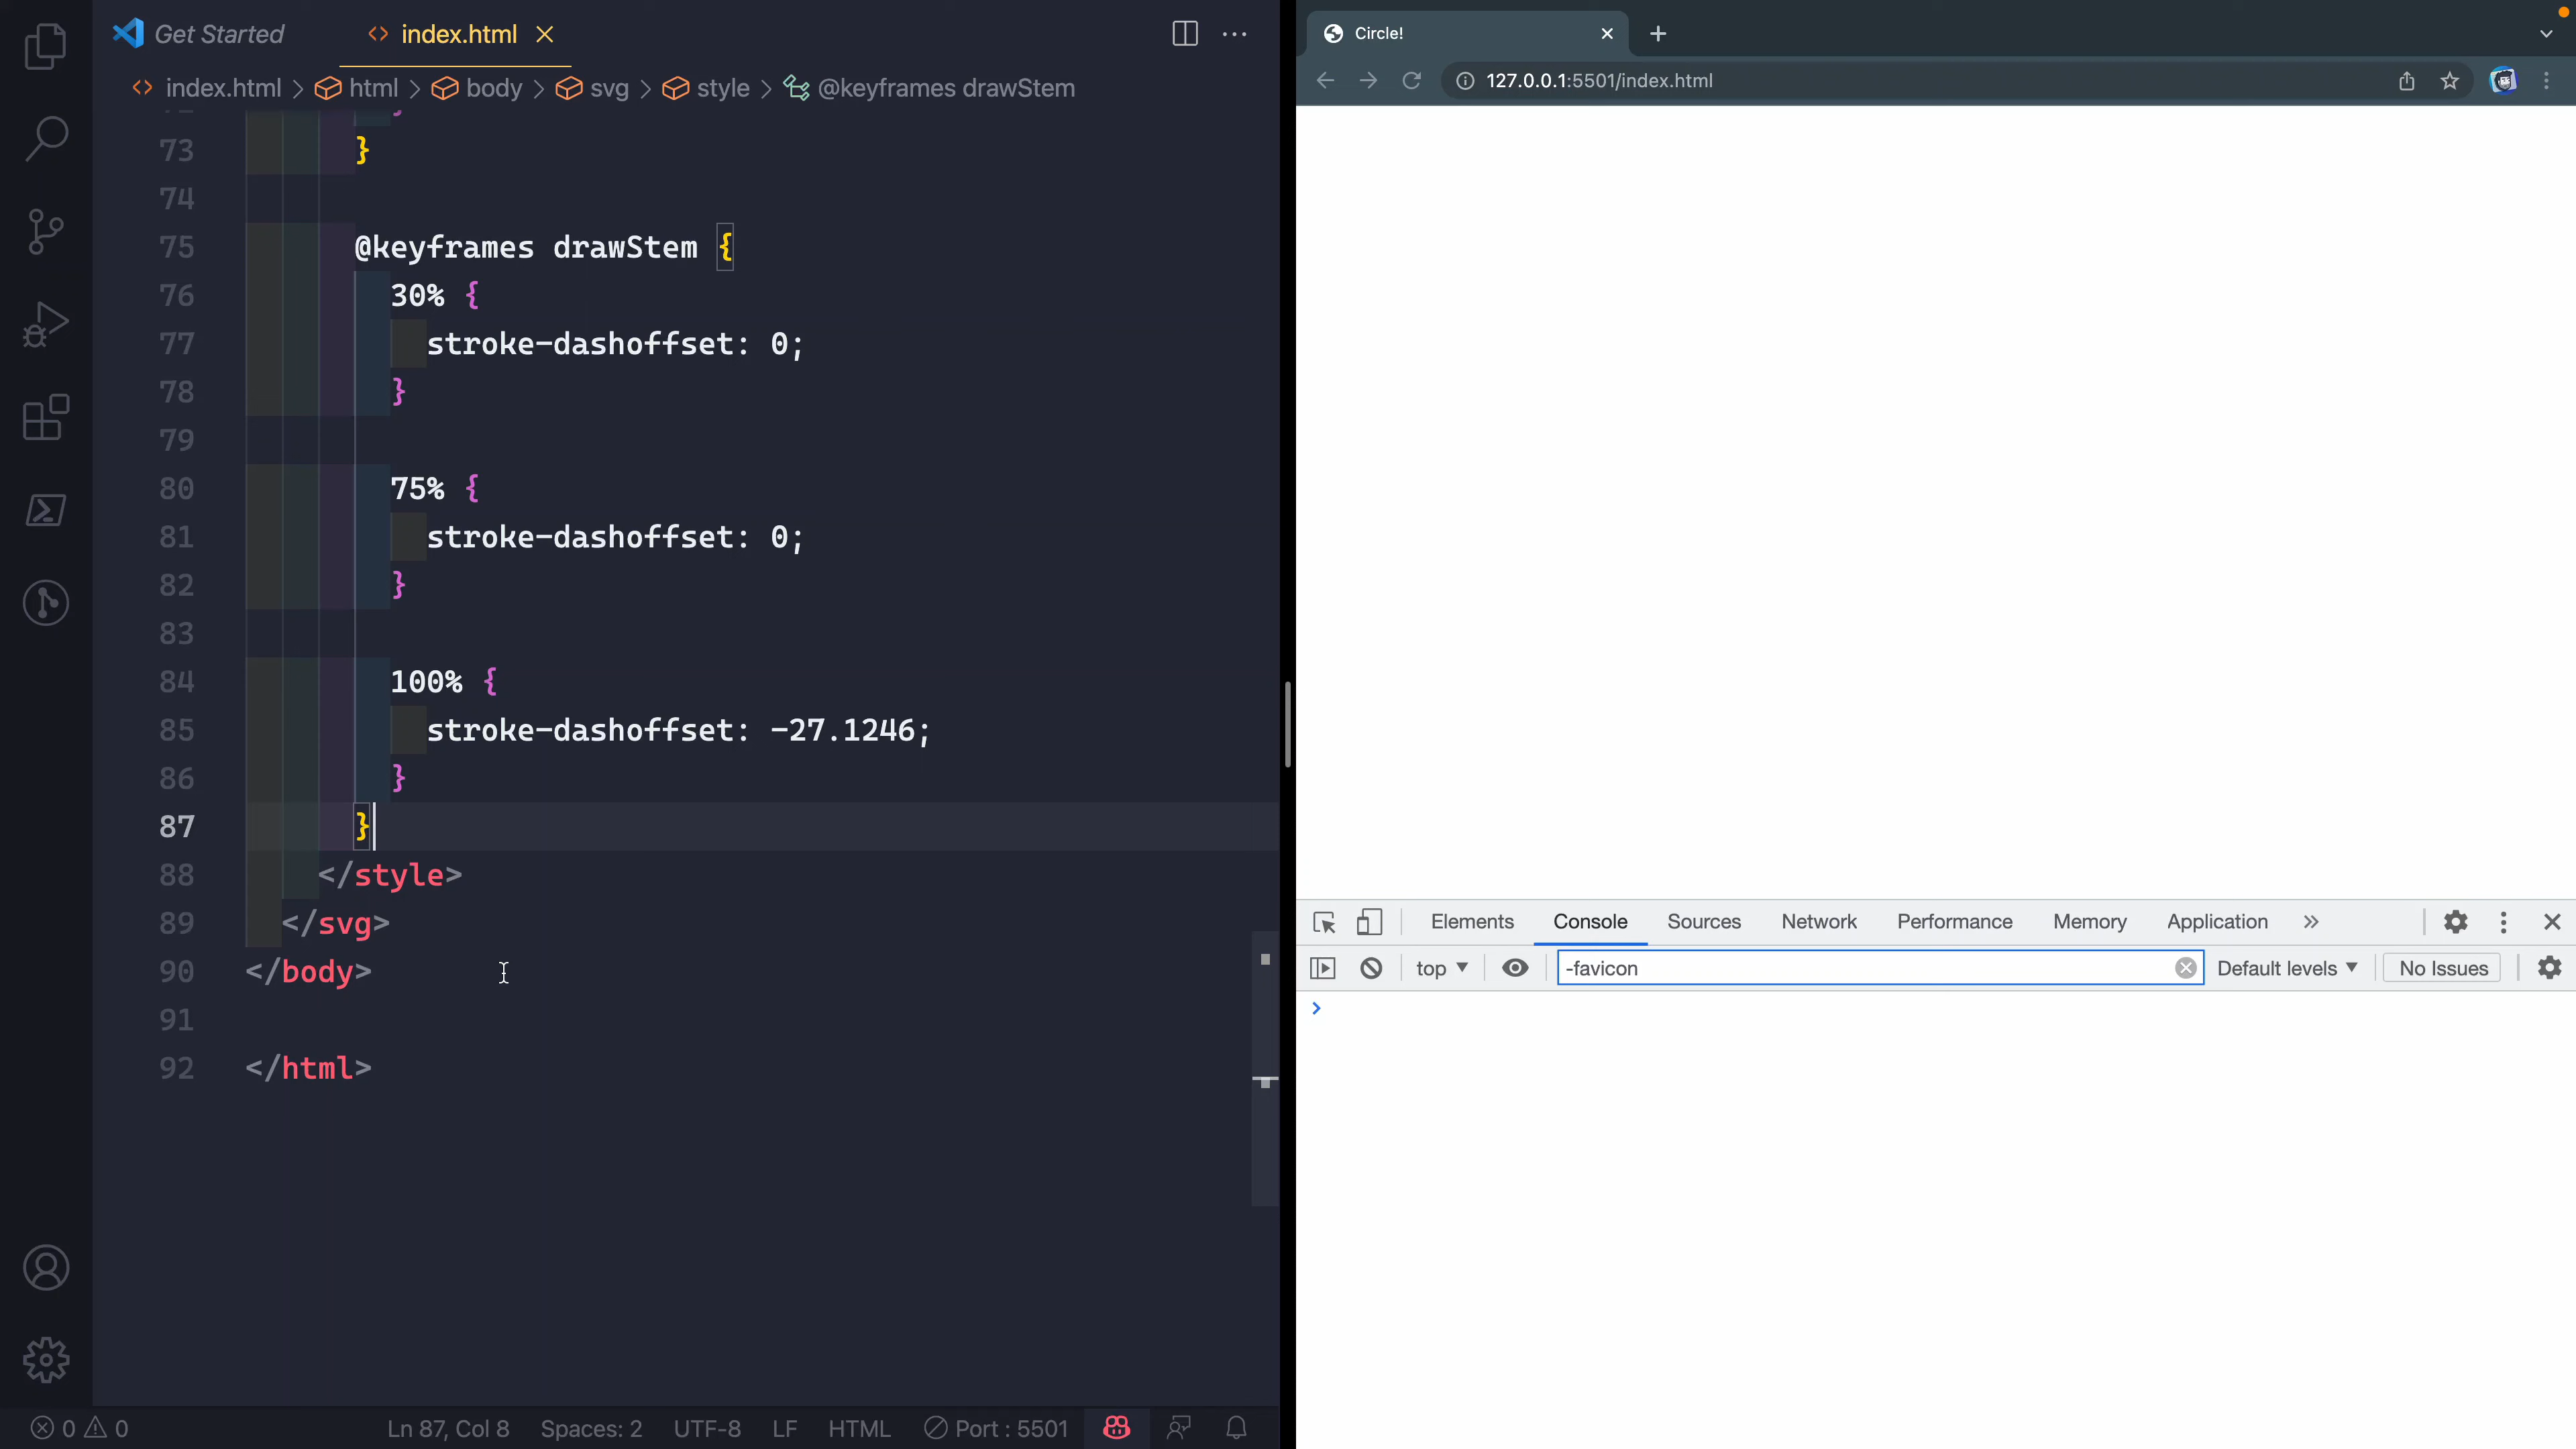 Get Started
index.html
index.html > html > body > svg > style > @keyframes drawStem
73 }
74
75 @keyframes drawStem {
76 30% {
77 stroke-dashoffset: 0;
78 }
79
80 75% {
81 stroke-dashoffset: 0;
82 }
83
84 100% {
85 stroke-dashoffset: -27.1246;
86 }
87 }
88 </style>
89 </svg>
90 </body>
91
92 </html>
0 0 Ln 87, Col 8 Spaces: 2 UTF-8 LF HTML Port : 5501
Circle!
127.0.0.1:5501/index.html
Elements Console Sources Network Performance Memory Application »
top -favicon Default levels No Issues